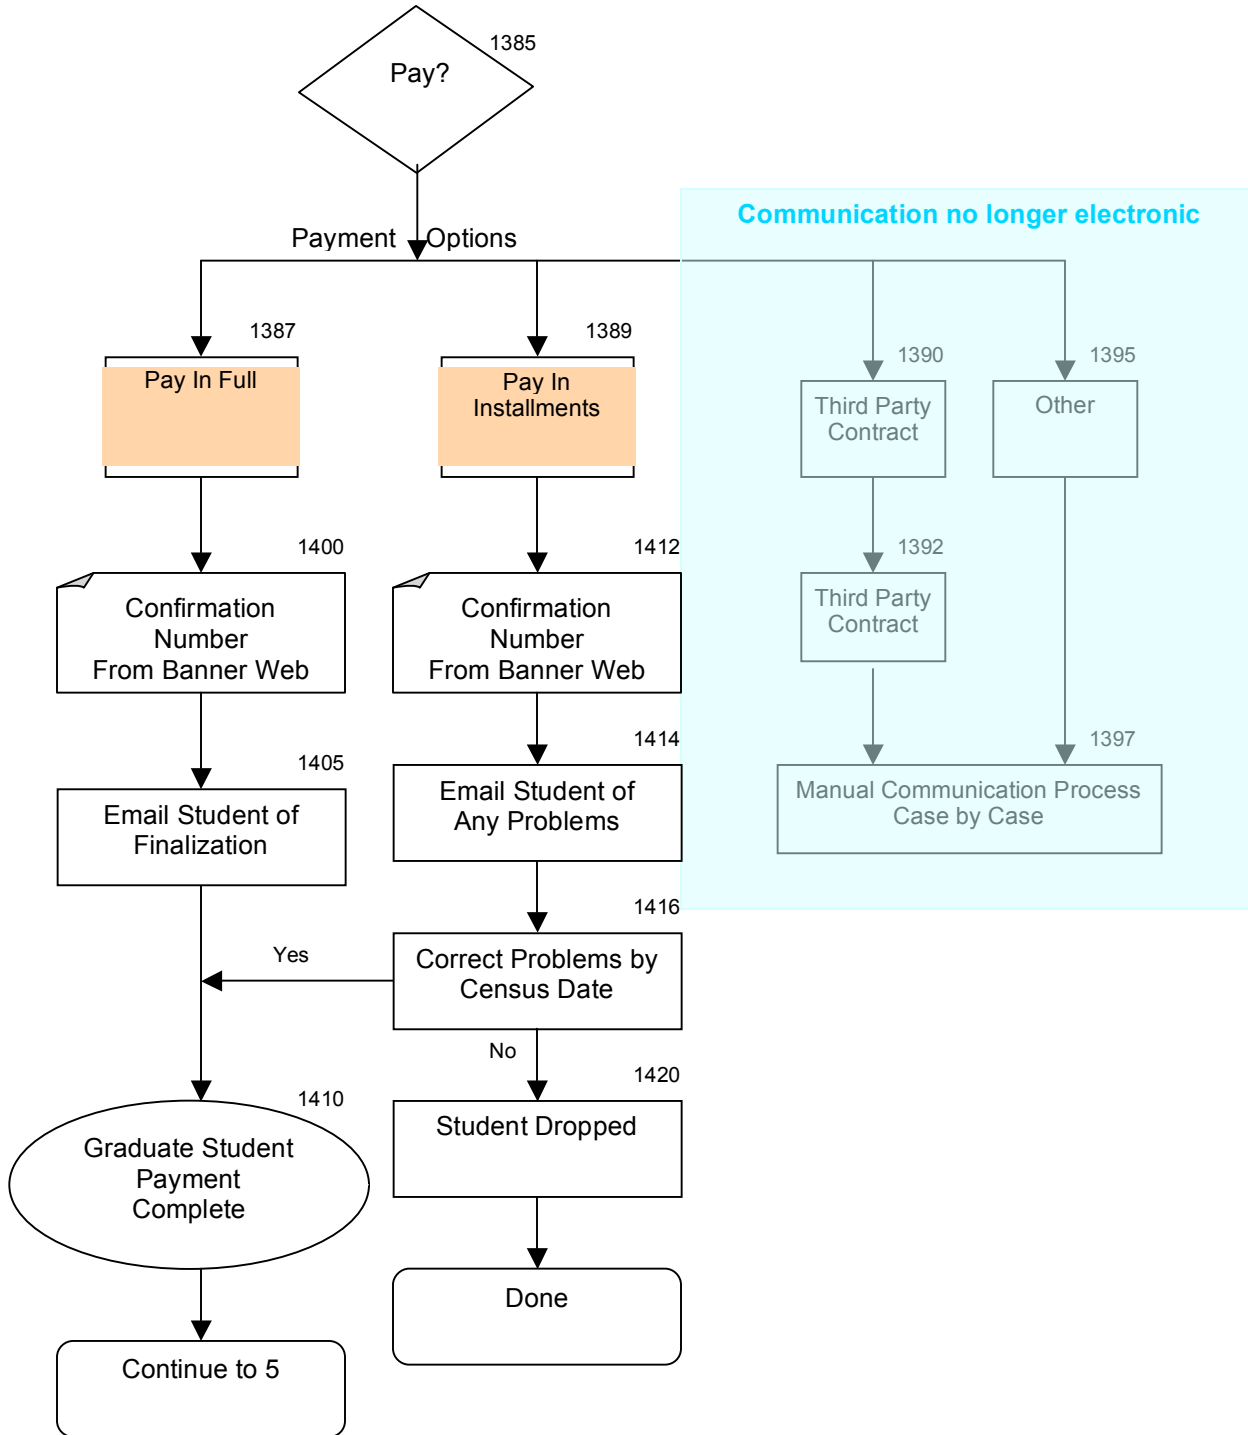 1385
Pay?
Communication no longer electronic
Payment Options
1387
1389
1390
1395
Pay In Full
Pay In
Installments
Third Party
Contract
Other
1400
1412
1392
Confirmation
Number
From Banner Web
Confirmation
Number
From Banner Web
Third Party
Contract
1405
1414
1397
Email Student of
Finalization
Email Student of
Any Problems
Manual Communication Process
Case by Case
1416
Yes
Correct Problems by
Census Date
No
1420
1410
Graduate Student
Payment
Complete
Student Dropped
Done
Continue to 5